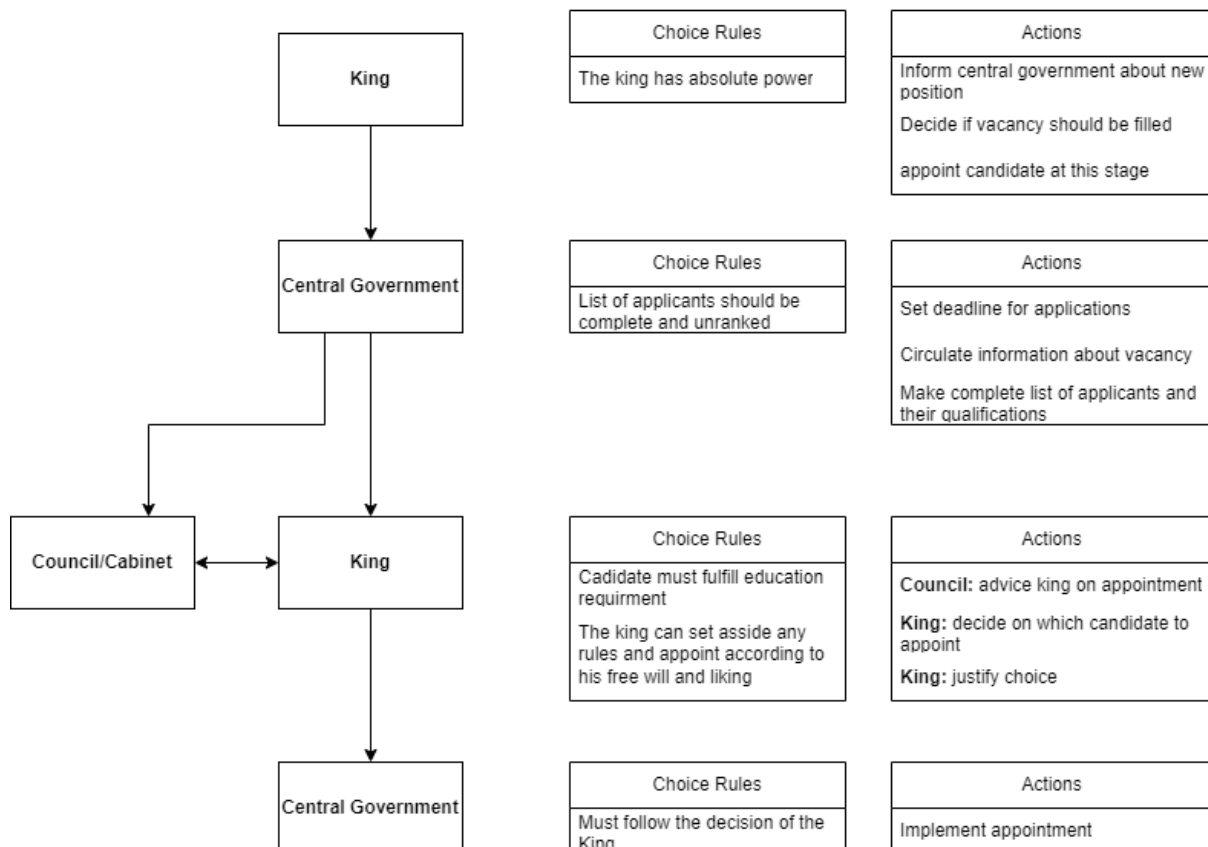 King
Choice Rules
The king has absolute power
Actions
Inform central government about new
position
Decide if vacancy should be filled
appoint candidate at this stage
Central Government
Choice Rules
List of applicants should be
complete and unranked
Actions
Set deadline for applications
Circulate information about vacancy
Make complete list of applicants and
their qualifications
Council/Cabinet
King
Choice Rules
Cadidate must fulfill education
requirment
The king can set asside any
rules and appoint according to
his free will and liking
Actions
Council: advice king on appointment
King: decide on which candidate to
appoint
King: justify choice
Central Government
Choice Rules
Must follow the decision of the
King
Actions
Implement appointment